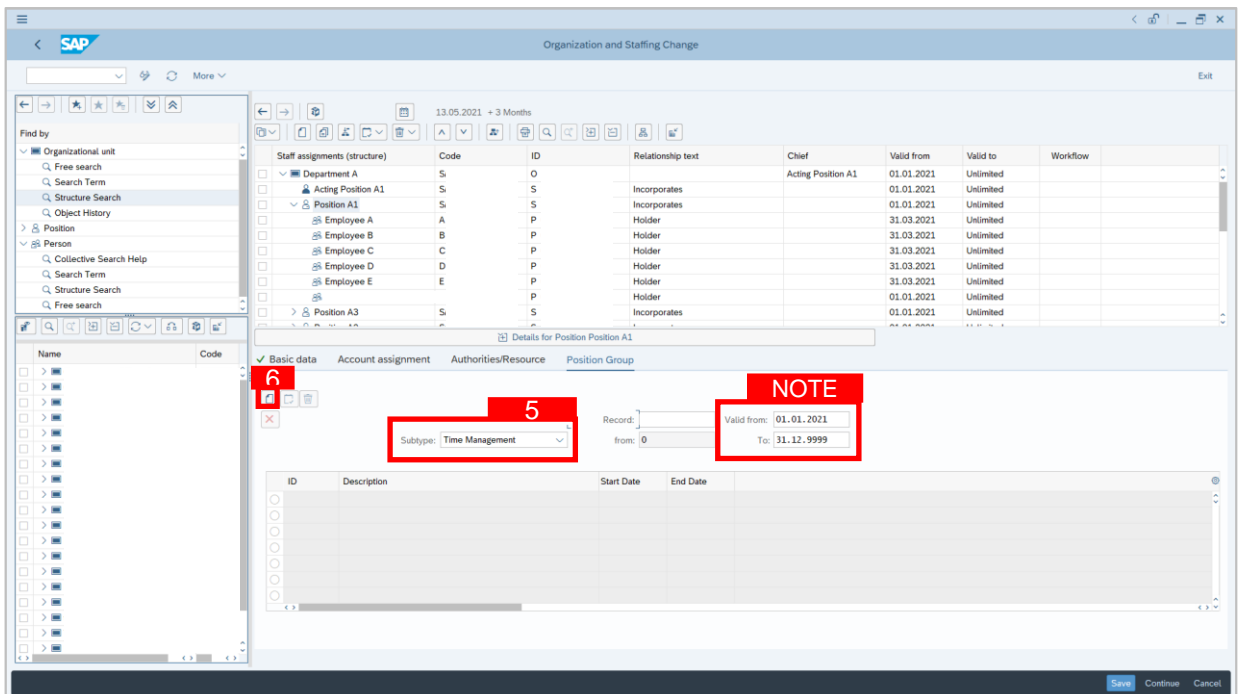 SAP
Organization and Staffing Change
More
Exit
13.05.2021 + 3 Months
Find by
Organizational unit
Free search
Search Term
Structure Search
Object History
Position
Person
Collective Search Help
Search Term
Structure Search
Free search
Staff assignments (structure) Code ID Relationship text Chief Valid from Valid to Workflow
Department A S O Acting Position A1 01.01.2021 Unlimited
Acting Position A1 S S Incorporates 01.01.2021 Unlimited
Position A1 S S Incorporates 01.01.2021 Unlimited
Employee A A P Holder 31.03.2021 Unlimited
Employee B B P Holder 31.03.2021 Unlimited
Employee C C P Holder 31.03.2021 Unlimited
Employee D D P Holder 31.03.2021 Unlimited
Employee E E P Holder 31.03.2021 Unlimited
P Holder 01.01.2021 Unlimited
Position A3 S S Incorporates 01.01.2021 Unlimited
Details for Position Position A1
Name Code
Basic data Account assignment Authorities/Resource Position Group
6
5
NOTE
Record: Valid from: 01.01.2021
Subtype: Time Management from: 0 To: 31.12.9999
ID Description Start Date End Date
Save Continue Cancel